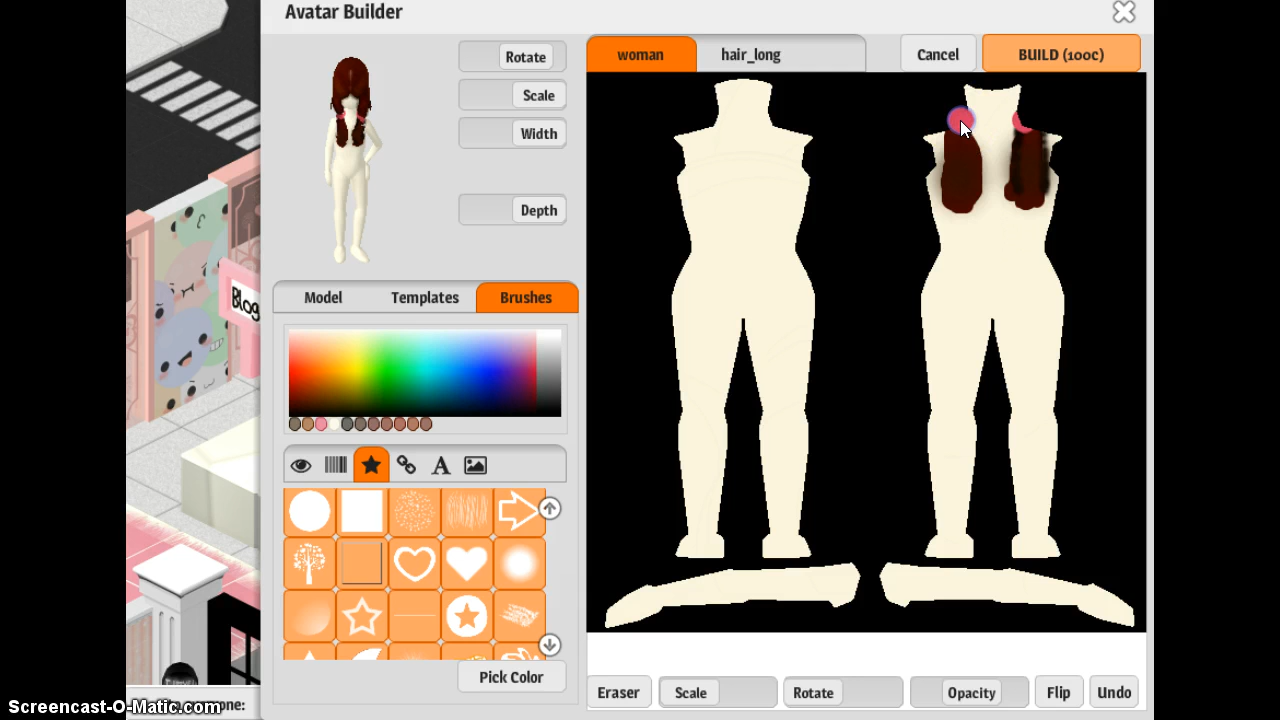 Avatar Builder
Rotate
Scale
Width
Depth
woman
hair_long
Cancel
BUILD (100c)
Model
Templates
Brushes
Blog
A
Pick Color
Eraser
Scale
Rotate
Opacity
Flip
Undo
Screencast-O-Matic.com
one: